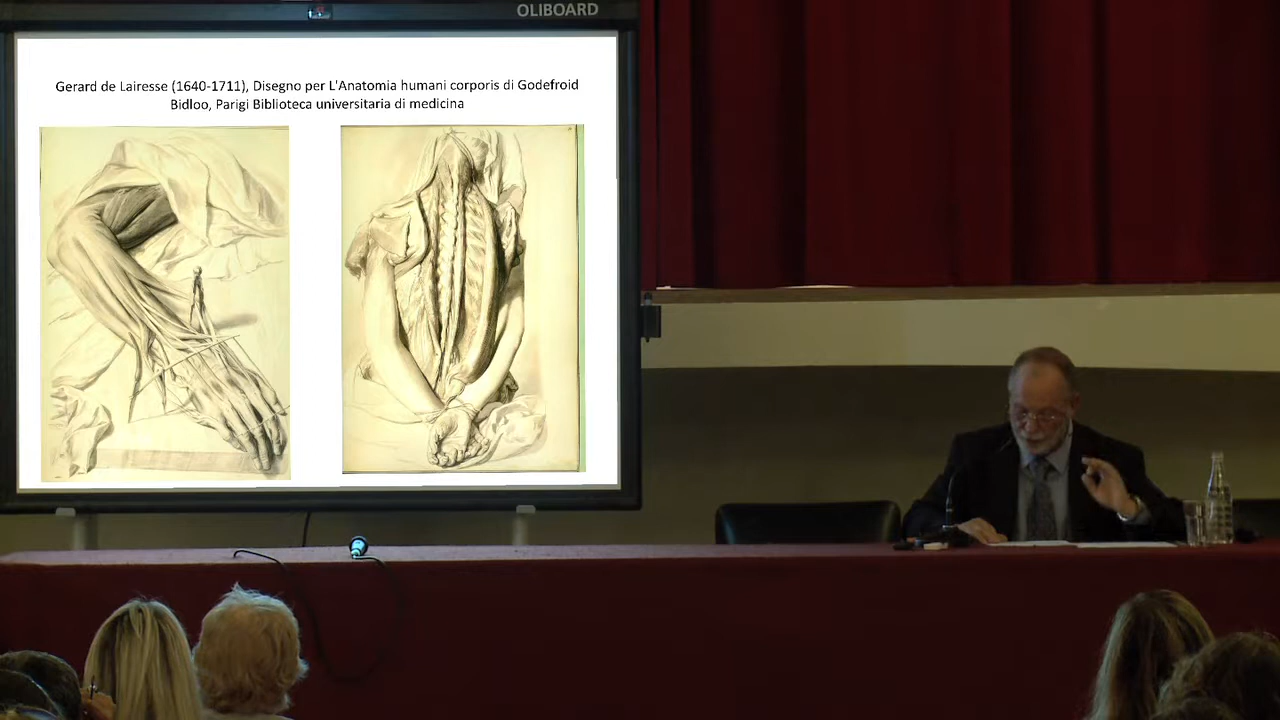 OLIBOARD
Gerard de Lairesse (1640-1711), Disegno per L'Anatomia humani corporis di Godefroid
Bidloo, Parigi Biblioteca universitaria di medicina